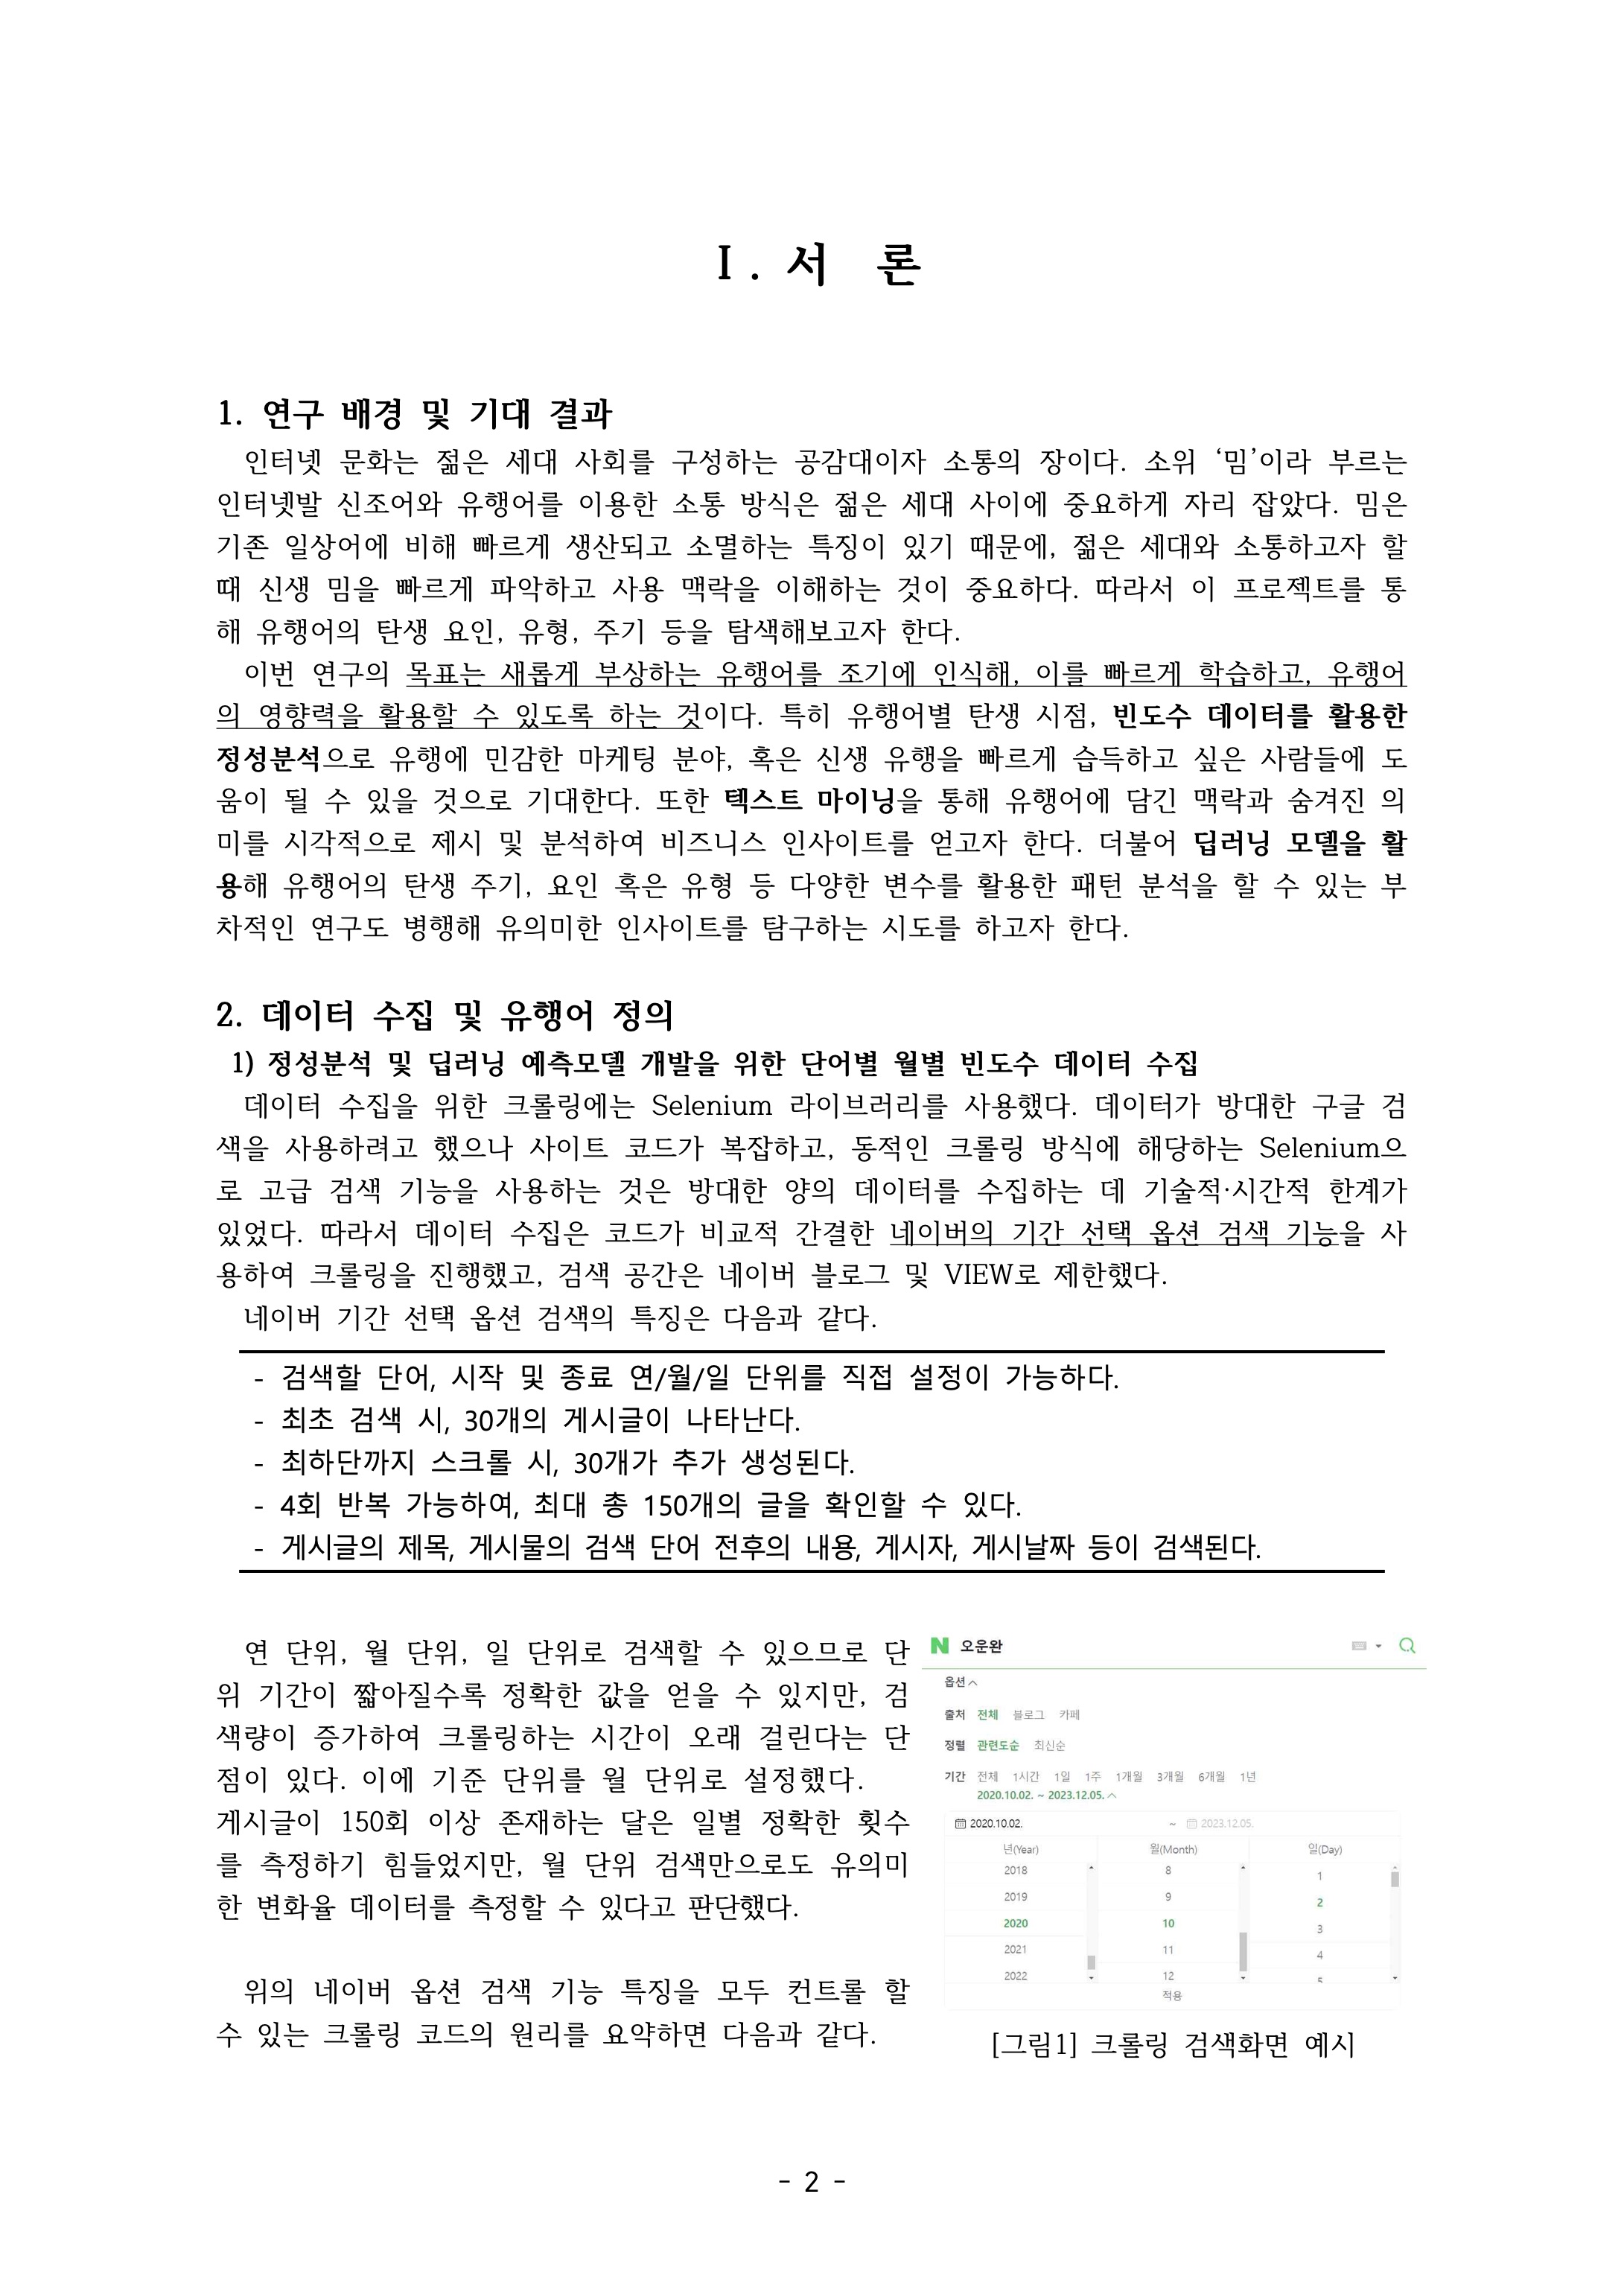 I. 서 론
1. 연구 배경 및 기대 결과
인터넷 문화는 젊은 세대 사회를 구성하는 공감대이자 소통의 장이다. 소위 ‘밈’이라 부르는
인터넷발 신조어와 유행어를 이용한 소통 방식은 젊은 세대 사이에 중요하게 자리 잡았다. 밈은
기존 일상어에 비해 빠르게 생산되고 소멸하는 특징이 있기 때문에, 젊은 세대와 소통하고자 할
때 신생 밈을 빠르게 파악하고 사용 맥락을 이해하는 것이 중요하다. 따라서 이 프로젝트를 통
해 유행어의 탄생 요인, 유형, 주기 등을 탐색해보고자 한다.
이번 연구의 목표는 새롭게 부상하는 유행어를 조기에 인식해, 이를 빠르게 학습하고, 유행어
의 영향력을 활용할 수 있도록 하는 것이다. 특히 유행어별 탄생 시점, 빈도수 데이터를 활용한
정성분석으로 유행에 민감한 마케팅 분야, 혹은 신생 유행을 빠르게 습득하고 싶은 사람들에 도
움이 될 수 있을 것으로 기대한다. 또한 텍스트 마이닝을 통해 유행어에 담긴 맥락과 숨겨진 의
미를 시각적으로 제시 및 분석하여 비즈니스 인사이트를 얻고자 한다. 더불어 딥러닝 모델을 활
용해 유행어의 탄생 주기, 요인 혹은 유형 등 다양한 변수를 활용한 패턴 분석을 할 수 있는 부
차적인 연구도 병행해 유의미한 인사이트를 탐구하는 시도를 하고자 한다.
2. 데이터 수집 및 유행어 정의
1) 정성분석 및 딥러닝 예측모델 개발을 위한 단어별 월별 빈도수 데이터 수집
데이터 수집을 위한 크롤링에는 Selenium 라이브러리를 사용했다. 데이터가 방대한 구글 검
색을 사용하려고 했으나 사이트 코드가 복잡하고, 동적인 크롤링 방식에 해당하는 Selenium으
로 고급 검색 기능을 사용하는 것은 방대한 양의 데이터를 수집하는 데 기술적·시간적 한계가
있었다. 따라서 데이터 수집은 코드가 비교적 간결한 네이버의 기간 선택 옵션 검색 기능을 사
용하여 크롤링을 진행했고, 검색 공간은 네이버 블로그 및 VIEW로 제한했다.
네이버 기간 선택 옵션 검색의 특징은 다음과 같다.
- 검색할 단어, 시작 및 종료 연/월/일 단위를 직접 설정이 가능하다.
- 최초 검색 시, 30개의 게시글이 나타난다.
- 최하단까지 스크롤 시, 30개가 추가 생성된다.
- 4회 반복 가능하여, 최대 총 150개의 글을 확인할 수 있다.
- 게시글의 제목, 게시물의 검색 단어 전후의 내용, 게시자, 게시날짜 등이 검색된다.
연 단위, 월 단위, 일 단위로 검색할 수 있으므로 단
위 기간이 짧아질수록 정확한 값을 얻을 수 있지만, 검
색량이 증가하여 크롤링하는 시간이 오래 걸린다는 단
점이 있다. 이에 기준 단위를 월 단위로 설정했다.
게시글이 150회 이상 존재하는 달은 일별 정확한 횟수
를 측정하기 힘들었지만, 월 단위 검색만으로도 유의미
한 변화율 데이터를 측정할 수 있다고 판단했다.
위의 네이버 옵션 검색 기능 특징을 모두 컨트롤 할
수 있는 크롤링 코드의 원리를 요약하면 다음과 같다.
N 오운완
옵션
출처 전체 블로그 카페
정렬 관련도순 최신순
기간 전체 1시간 1일 1주 1개월 3개월 6개월 1년
2020.10.02. ~ 2023.12.05.
2020.10.02. ~ 2023.12.05.
년(Year) 월(Month) 일(Day)
2018 8 1
2019 9 2
2020 10 3
2021 11 4
2022 12 5
적용
[그림1] 크롤링 검색화면 예시
- 2 -